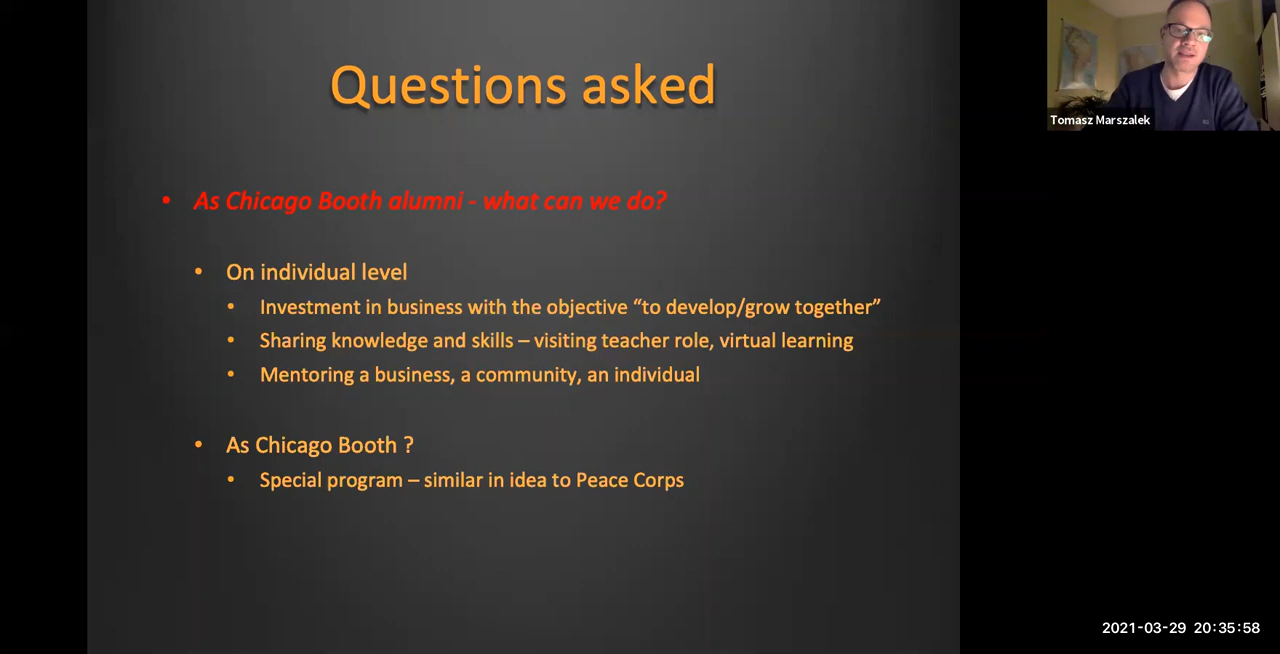 Questions asked
Tomasz Marszalek
• As Chicago Booth alumni - what can we do?
• On individual level
• Investment in business with the objective “to develop/grow together”
• Sharing knowledge and skills – visiting teacher role, virtual learning
• Mentoring a business, a community, an individual
• As Chicago Booth ?
• Special program – similar in idea to Peace Corps
2021-03-29 20:35:58